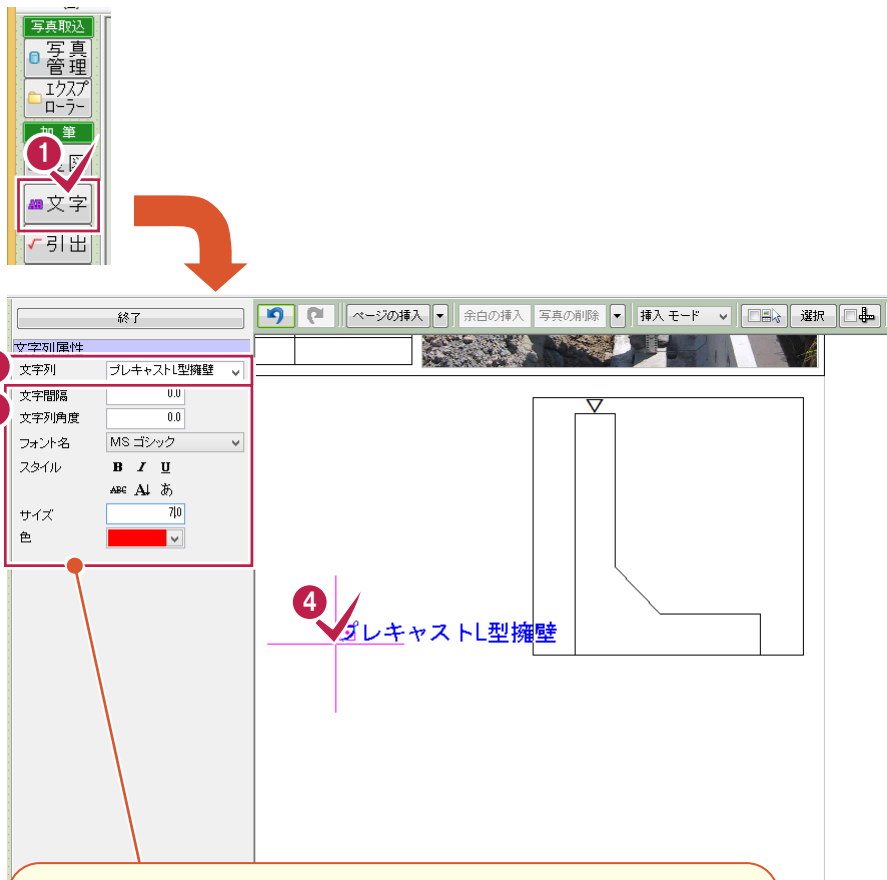 写真取込
写真
管理
エクスプ
ローラー
加 筆
1
図
文字
引出
終了
ページの挿入
余白の挿入
写真の削除
挿入 モード
選択
文字列属性
文字列 プレキャストL型擁壁
文字間隔 0.0
文字列角度 0.0
フォント名 MS ゴシック
スタイル B I U
ABC A↓ あ
サイズ 7.0
色
4
プレキャストL型擁壁